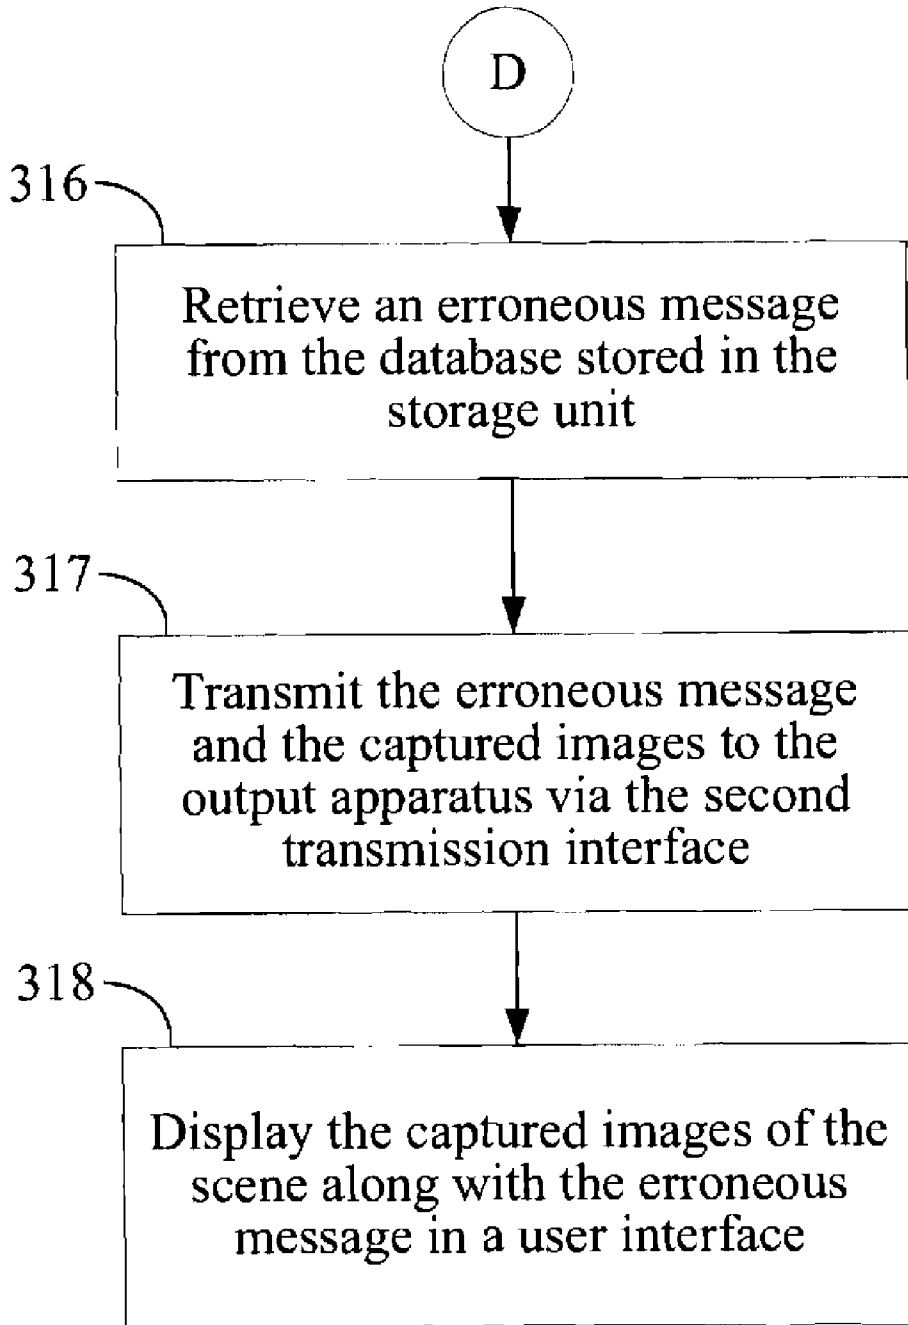 D
316
Retrieve an erroneous message
from the database stored in the
storage unit
317
Transmit the erroneous message
and the captured images to the
output apparatus via the second
transmission interface
318
Display the captured images of the
scene along with the erroneous
message in a user interface